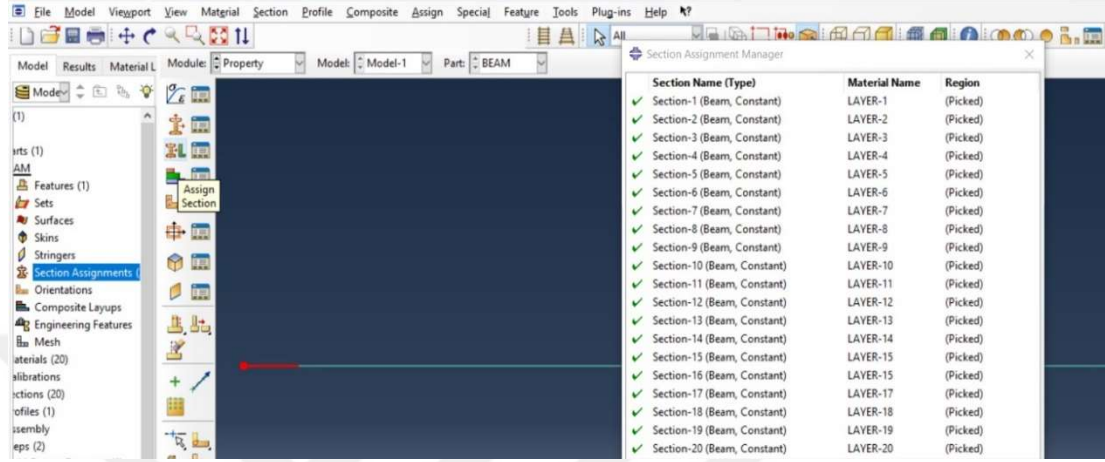 File Model Viewport View Material Section Profile Composite Assign Special Feature Tools Plug-ins Help
All
Model Results Material L Module: Property Model: Model-1 Part: BEAM
Section Assignment Manager
Section Name (Type) Material Name Region
Section-1 (Beam, Constant) LAYER-1 (Picked)
Section-2 (Beam, Constant) LAYER-2 (Picked)
Section-3 (Beam, Constant) LAYER-3 (Picked)
Section-4 (Beam, Constant) LAYER-4 (Picked)
Section-5 (Beam, Constant) LAYER-5 (Picked)
Section-6 (Beam, Constant) LAYER-6 (Picked)
Section-7 (Beam, Constant) LAYER-7 (Picked)
Section-8 (Beam, Constant) LAYER-8 (Picked)
Section-9 (Beam, Constant) LAYER-9 (Picked)
Section-10 (Beam, Constant) LAYER-10 (Picked)
Section-11 (Beam, Constant) LAYER-11 (Picked)
Section-12 (Beam, Constant) LAYER-12 (Picked)
Section-13 (Beam, Constant) LAYER-13 (Picked)
Section-14 (Beam, Constant) LAYER-14 (Picked)
Section-15 (Beam, Constant) LAYER-15 (Picked)
Section-16 (Beam, Constant) LAYER-15 (Picked)
Section-17 (Beam, Constant) LAYER-17 (Picked)
Section-18 (Beam, Constant) LAYER-18 (Picked)
Section-19 (Beam, Constant) LAYER-19 (Picked)
Section-20 (Beam, Constant) LAYER-20 (Picked)
Mode
(1)
arts (1)
AM
Features (1)
Sets
Surfaces
Skins
Stringers
Section Assignments (
Orientations
Composite Layups
Engineering Features
Mesh
aterials (20)
alibrations
ections (20)
rofiles (1)
ssembly
eps (2)
Assign
Section